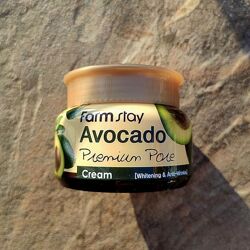 farm stay
Avocado
Premium Pore
Cream [Whitening & Anti-Wrinkle]